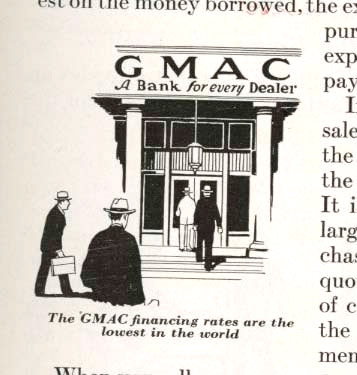 est on the money borrowed, the ex
GMAC
A Bank for every Dealer
The GMAC financing rates are the
lowest in the world
pur
exp
pay
sale
the
the
It i
larg
chas
quo
of c
the
men